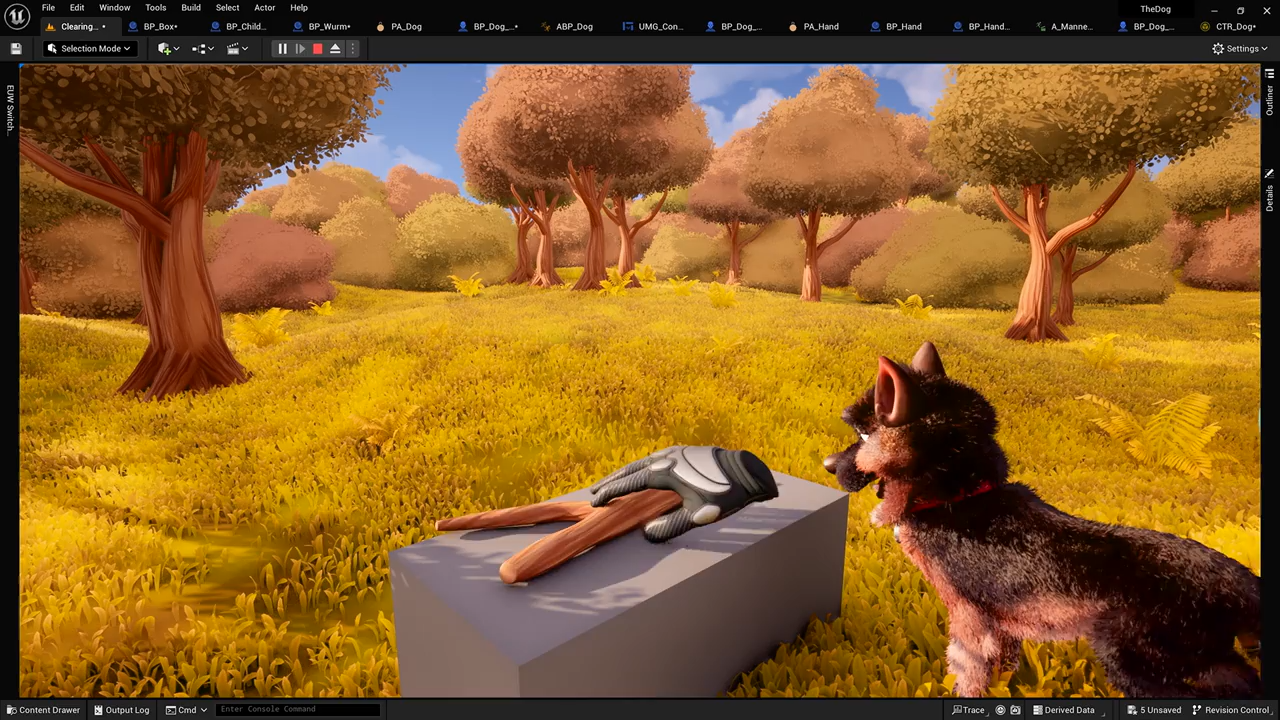 File Edit Window Tools Build Select Actor Help
TheDog
Clearing... • BP_Box• BP_Child... BP_Wurm• PA_Dog BP_Dog_...• ABP_Dog UMG_Con... BP_Dog_... PA_Hand BP_Hand BP_Hand... A_Manne... BP_Dog_... CTR_Dog•
Selection Mode
Settings
EUW Switch...
Outliner
Details
Content Drawer Output Log Cmd Enter Console Command Trace Derived Data 5 Unsaved Revision Control